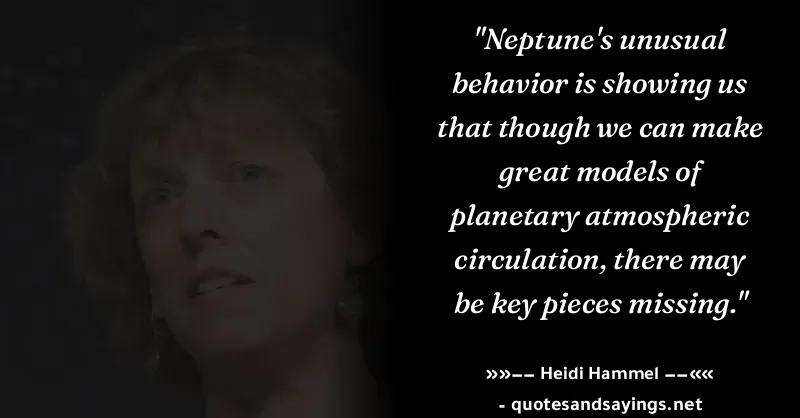 "Neptune's unusual
behavior is showing us
that though we can make
great models of
planetary atmospheric
circulation, there may
be key pieces missing."
»»−− Heidi Hammel −−««
- quotesandsayings.net